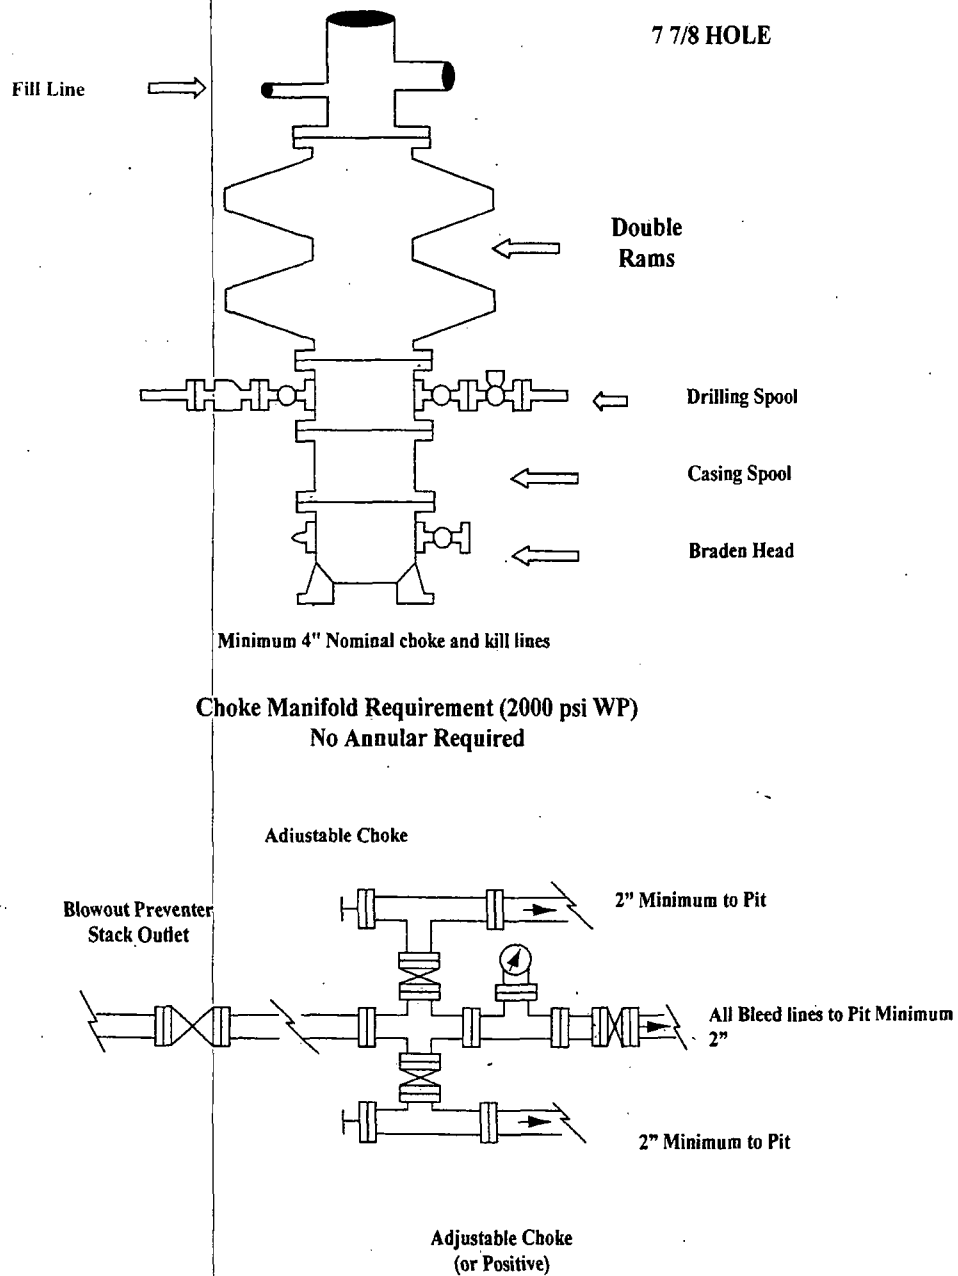 7 7/8 HOLE
Fill Line
Double
Rams
Drilling Spool
Casing Spool
Braden Head
Minimum 4" Nominal choke and kill lines
Choke Manifold Requirement (2000 psi WP)
No Annular Required
Adiustable Choke
2" Minimum to Pit
Blowout Preventer
Stack Outlet
All Bleed lines to Pit Minimum
2"
2" Minimum to Pit
Adjustable Choke
(or Positive)